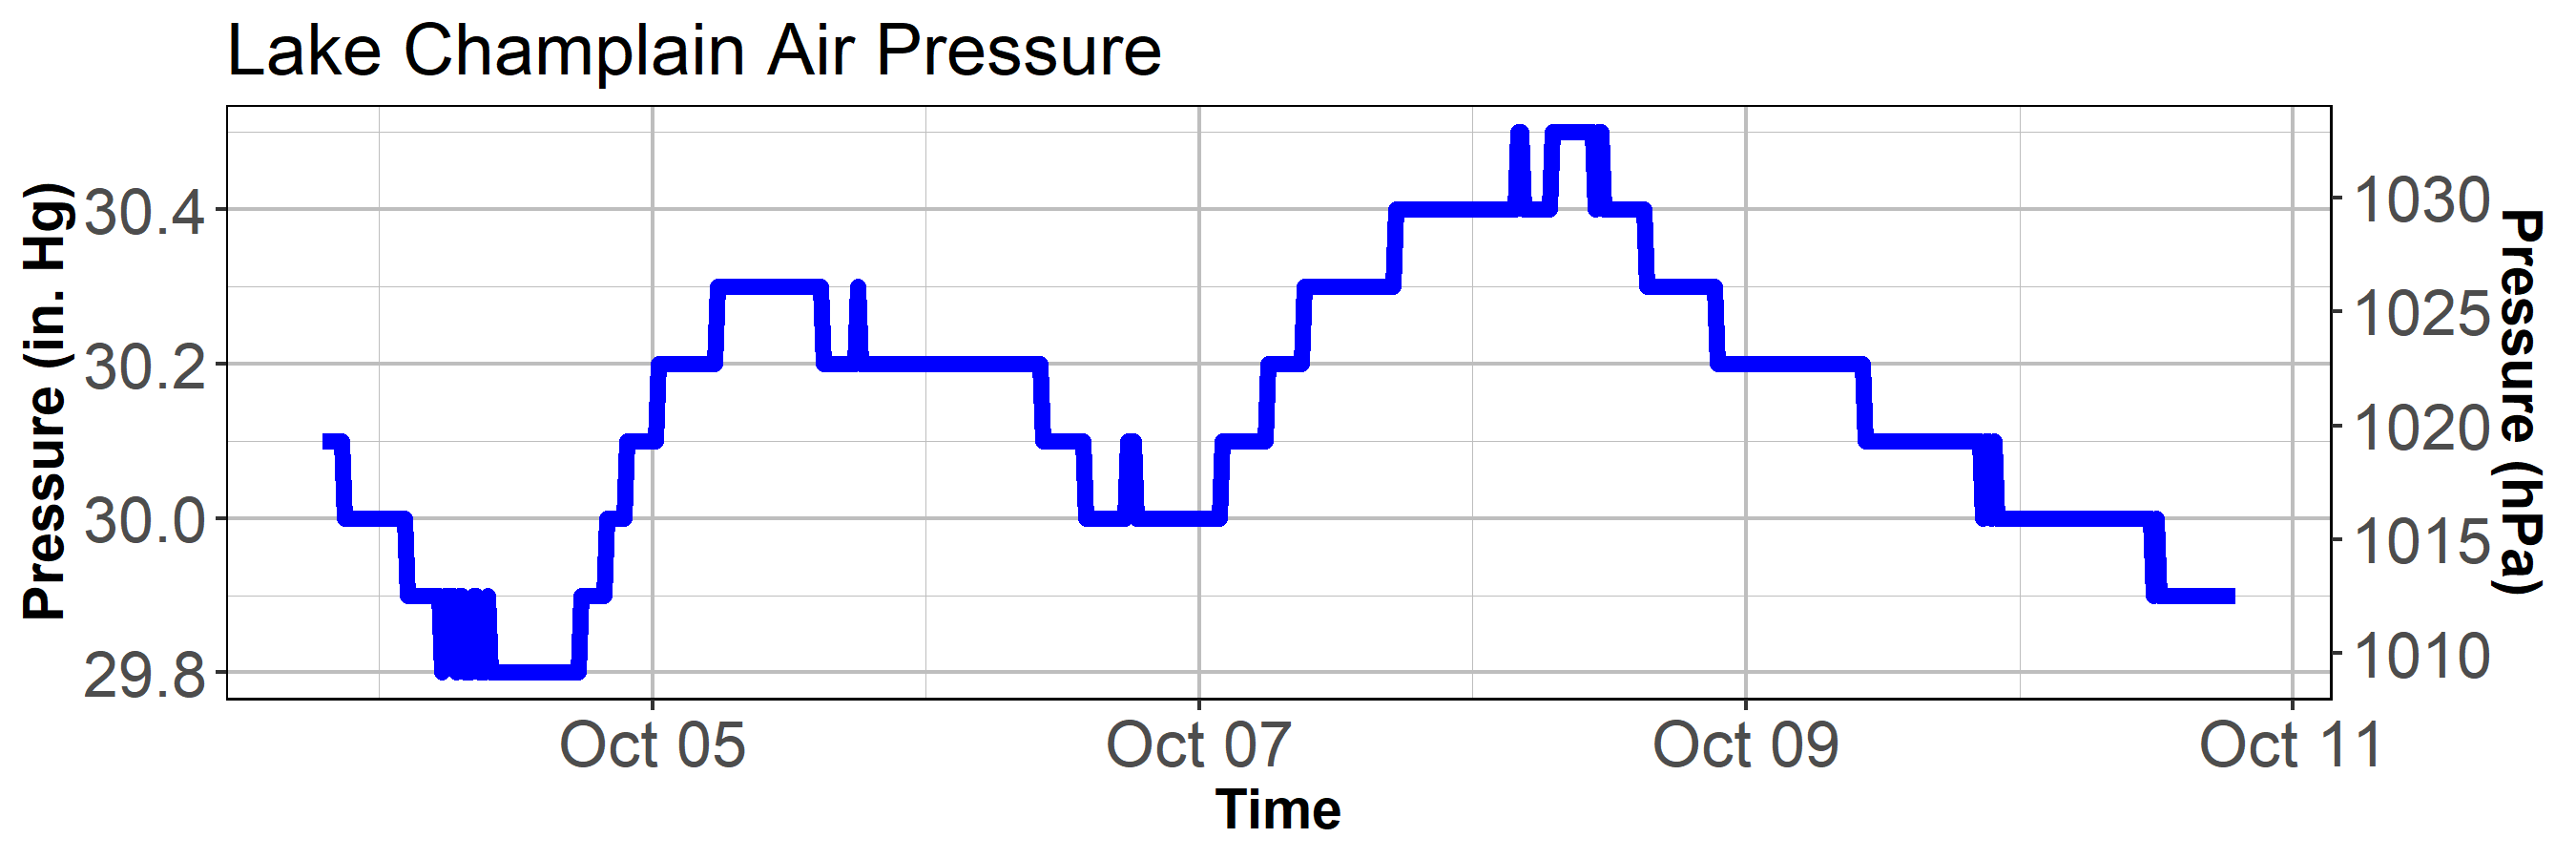 Lake Champlain Air Pressure
Pressure (in. Hg)
30.4
30.2
30.0
29.8
1030
1025
1020
1015
1010
Pressure (hPa)
Oct 05 Oct 07 Oct 09 Oct 11
Time